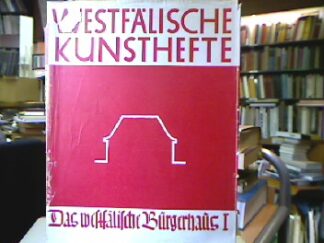 WESTFÄLISCHE
KUNSTHEFTE
Das westfälische Bürgerhaus I